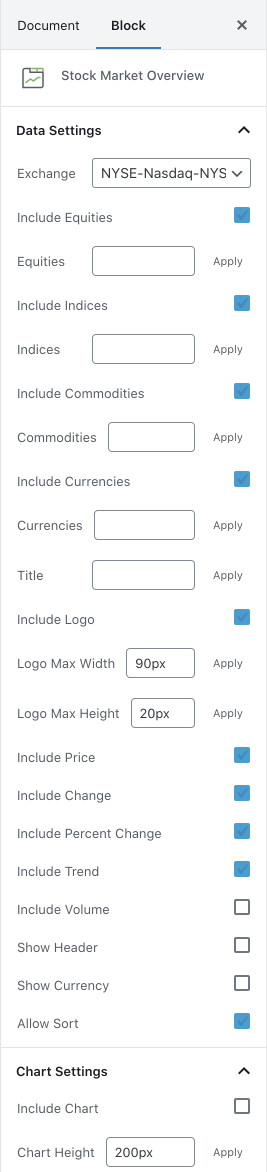 Document Block
Stock Market Overview
Data Settings
Exchange NYSE-Nasdaq-NYS
Include Equities
Equities Apply
Include Indices
Indices Apply
Include Commodities
Commodities Apply
Include Currencies
Currencies Apply
Title Apply
Include Logo
Logo Max Width 90px Apply
Logo Max Height 20px Apply
Include Price
Include Change
Include Percent Change
Include Trend
Include Volume
Show Header
Show Currency
Allow Sort
Chart Settings
Include Chart
Chart Height 200px Apply